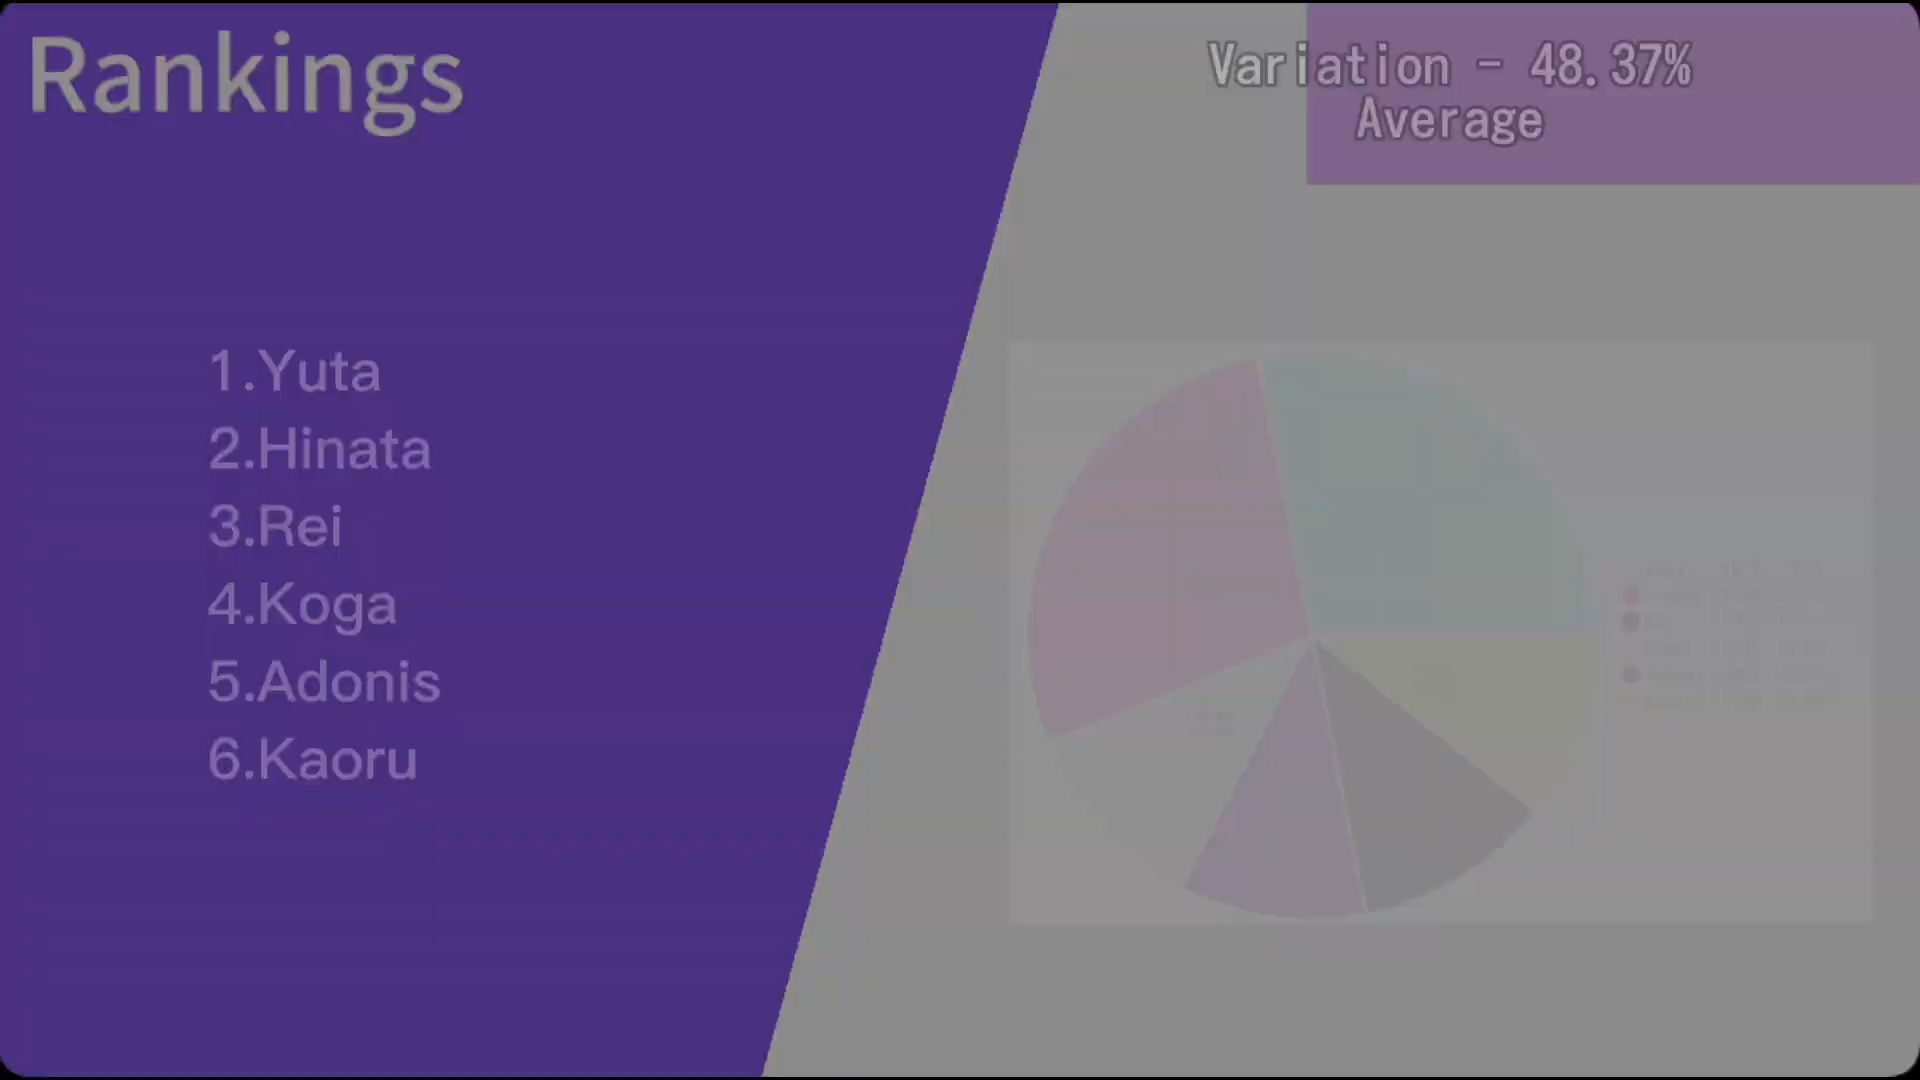 Rankings
Variation - 48.37%
Average
1.Yuta
2.Hinata
3.Rei
4.Koga
5.Adonis
6.Kaoru